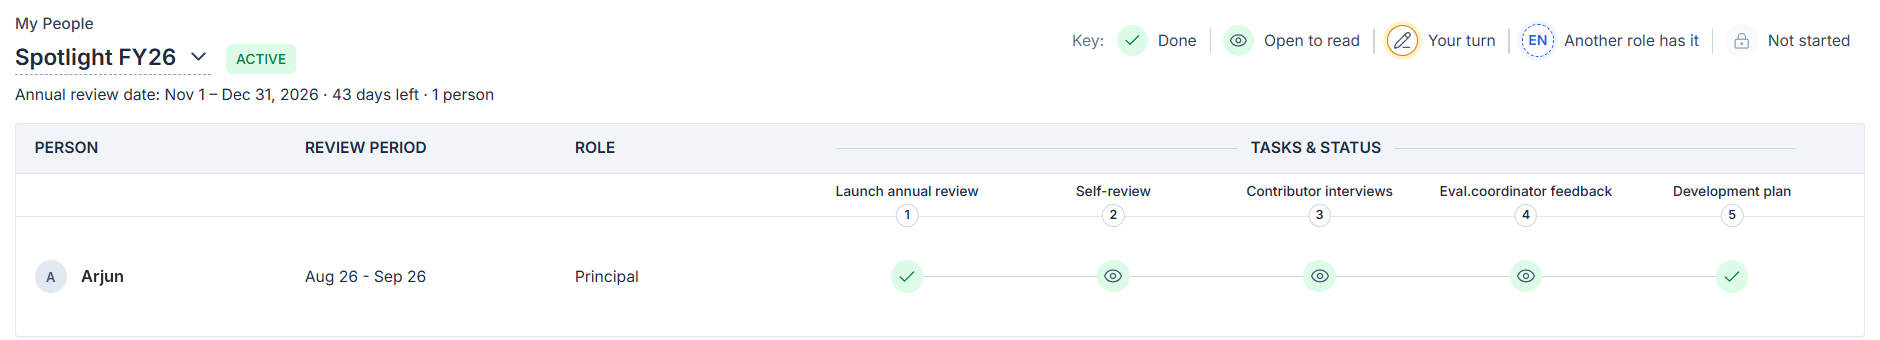 My People
Spotlight FY26 ACTIVE
Annual review date: Nov 1 – Dec 31, 2026 · 43 days left · 1 person
Key: Done Open to read Your turn EN Another role has it Not started
PERSON REVIEW PERIOD ROLE TASKS & STATUS
Launch annual review Self-review Contributor interviews Eval.coordinator feedback Development plan
1 2 3 4 5
A Arjun Aug 26 - Sep 26 Principal